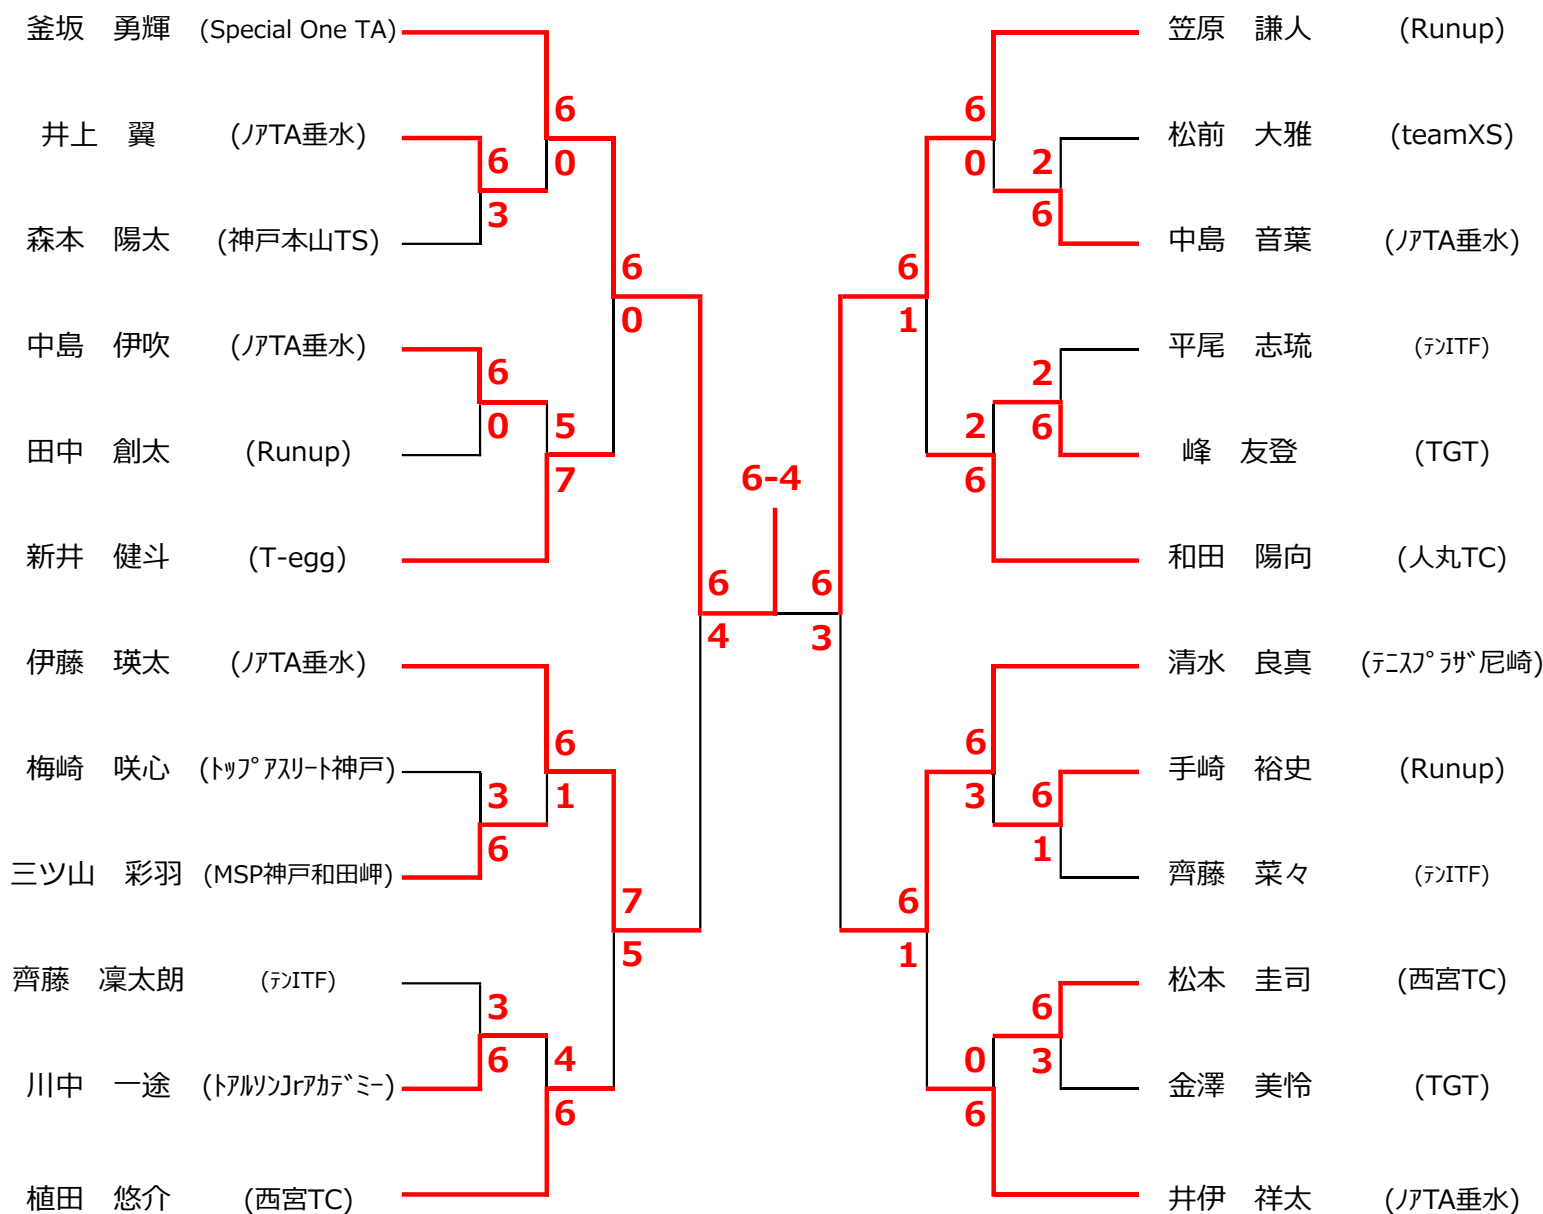 釜坂　勇輝 (Special One TA)
6
0
井上　翼 (ﾉｱTA垂水)
6
3
森本　陽太 (神戸本山TS)
6
0
中島　伊吹 (ﾉｱTA垂水)
6
0
田中　創太 (Runup)
5
7
新井　健斗 (T-egg)
6
4
伊藤　瑛太 (ﾉｱTA垂水)
6
1
梅崎　咲心 (ﾄｯﾌﾟｱｽﾘｰﾄ神戸)
3
6
三ツ山　彩羽 (MSP神戸和田岬)
7
5
齊藤　凜太朗 (ﾃﾝITF)
3
6
川中　一途 (ﾄｱﾙｿﾝJrｱｶﾃﾞﾐｰ)
4
6
植田　悠介 (西宮TC)
6-4
笠原　謙人 (Runup)
6
0
松前　大雅 (teamXS)
2
6
中島　音葉 (ﾉｱTA垂水)
6
1
平尾　志琉 (ﾃﾝITF)
2
6
峰　友登 (TGT)
2
6
和田　陽向 (人丸TC)
6
3
清水　良真 (ﾃﾆｽﾌﾟﾗｻﾞ尼崎)
6
3
手崎　裕史 (Runup)
6
1
齊藤　菜々 (ﾃﾝITF)
6
1
松本　圭司 (西宮TC)
6
3
金澤　美怜 (TGT)
0
6
井伊　祥太 (ﾉｱTA垂水)